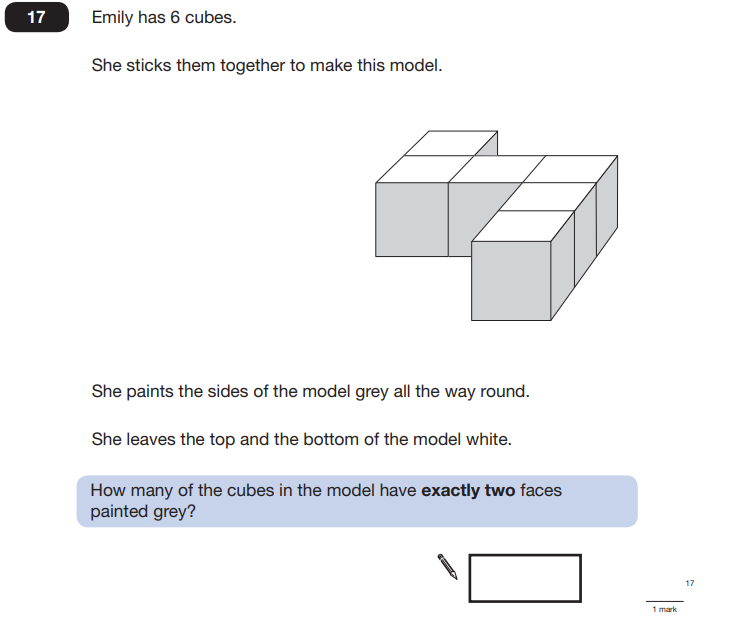 17
Emily has 6 cubes.
She sticks them together to make this model.
She paints the sides of the model grey all the way round.
She leaves the top and the bottom of the model white.
How many of the cubes in the model have exactly two faces
painted grey?
17
1 mark